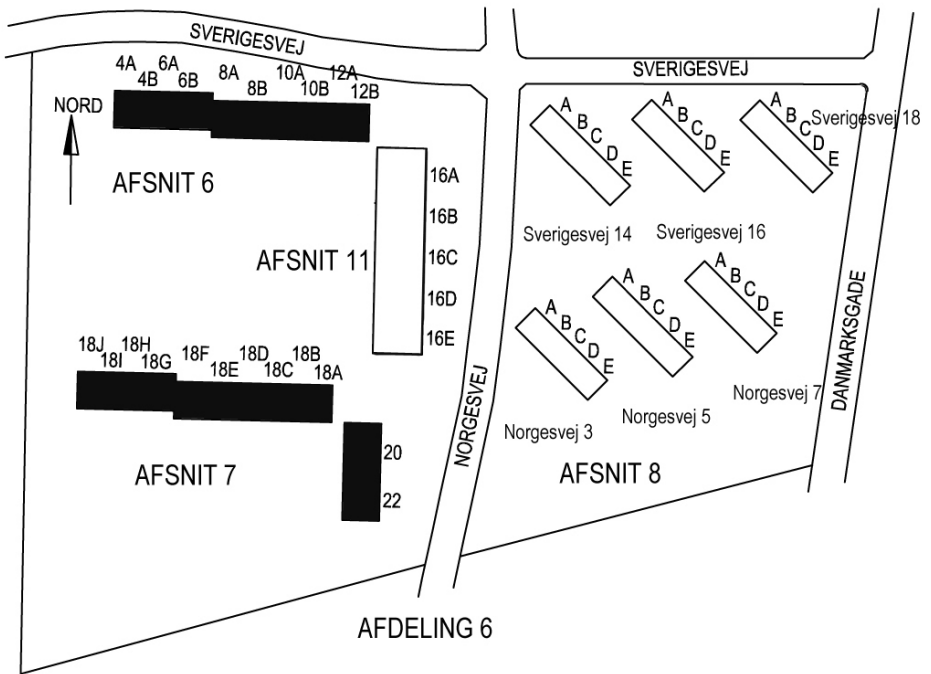 SVERIGESVEJ
SVERIGESVEJ
4A 6A 8A 10A 12A
4B 6B 8B 10B 12B
NORD
AFSNIT 6
A B C D E
Sverigesvej 14
A B C D E
Sverigesvej 16
A B C D E
Sverigesvej 18
16A
16B
16C
16D
16E
AFSNIT 11
18J 18H 18F 18D 18B
18I 18G 18E 18C 18A
AFSNIT 7
20
22
NORGESVEJ
A B C D E
Norgesvej 3
A B C D E
Norgesvej 5
A B C D E
Norgesvej 7
AFSNIT 8
DANMARKSGADE
AFDELING 6